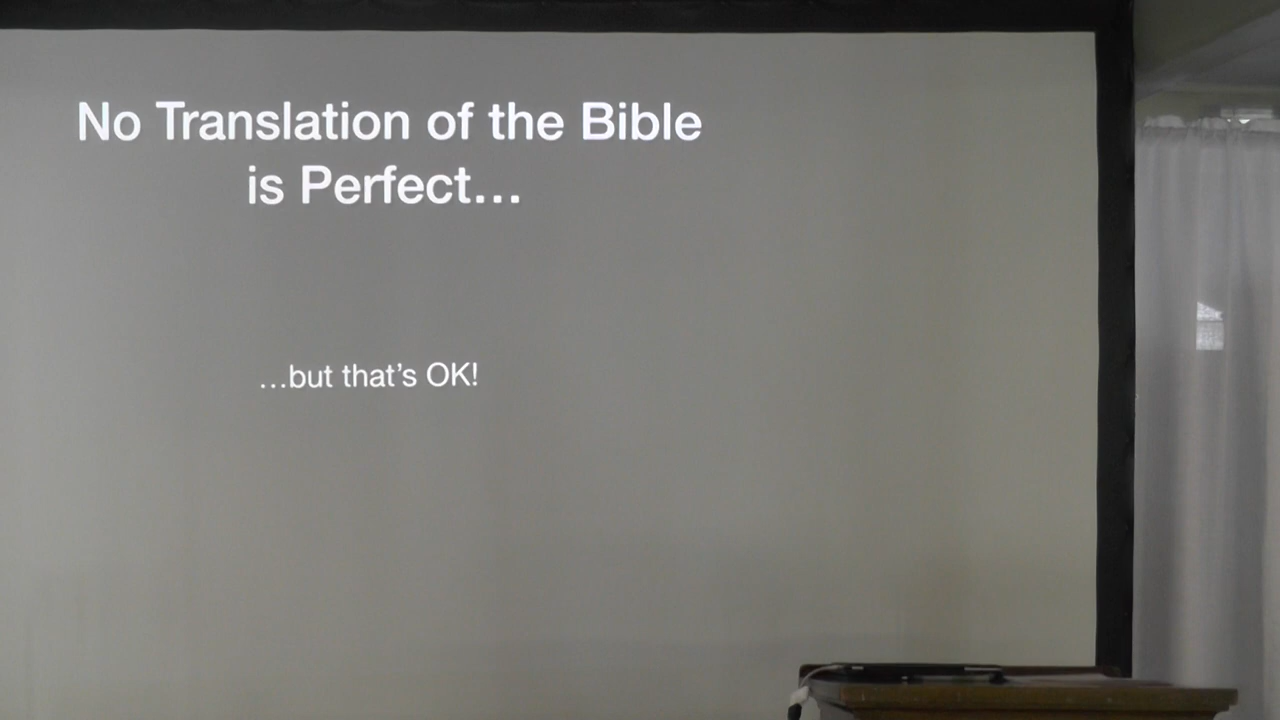 No Translation of the Bible
is Perfect…
…but that’s OK!